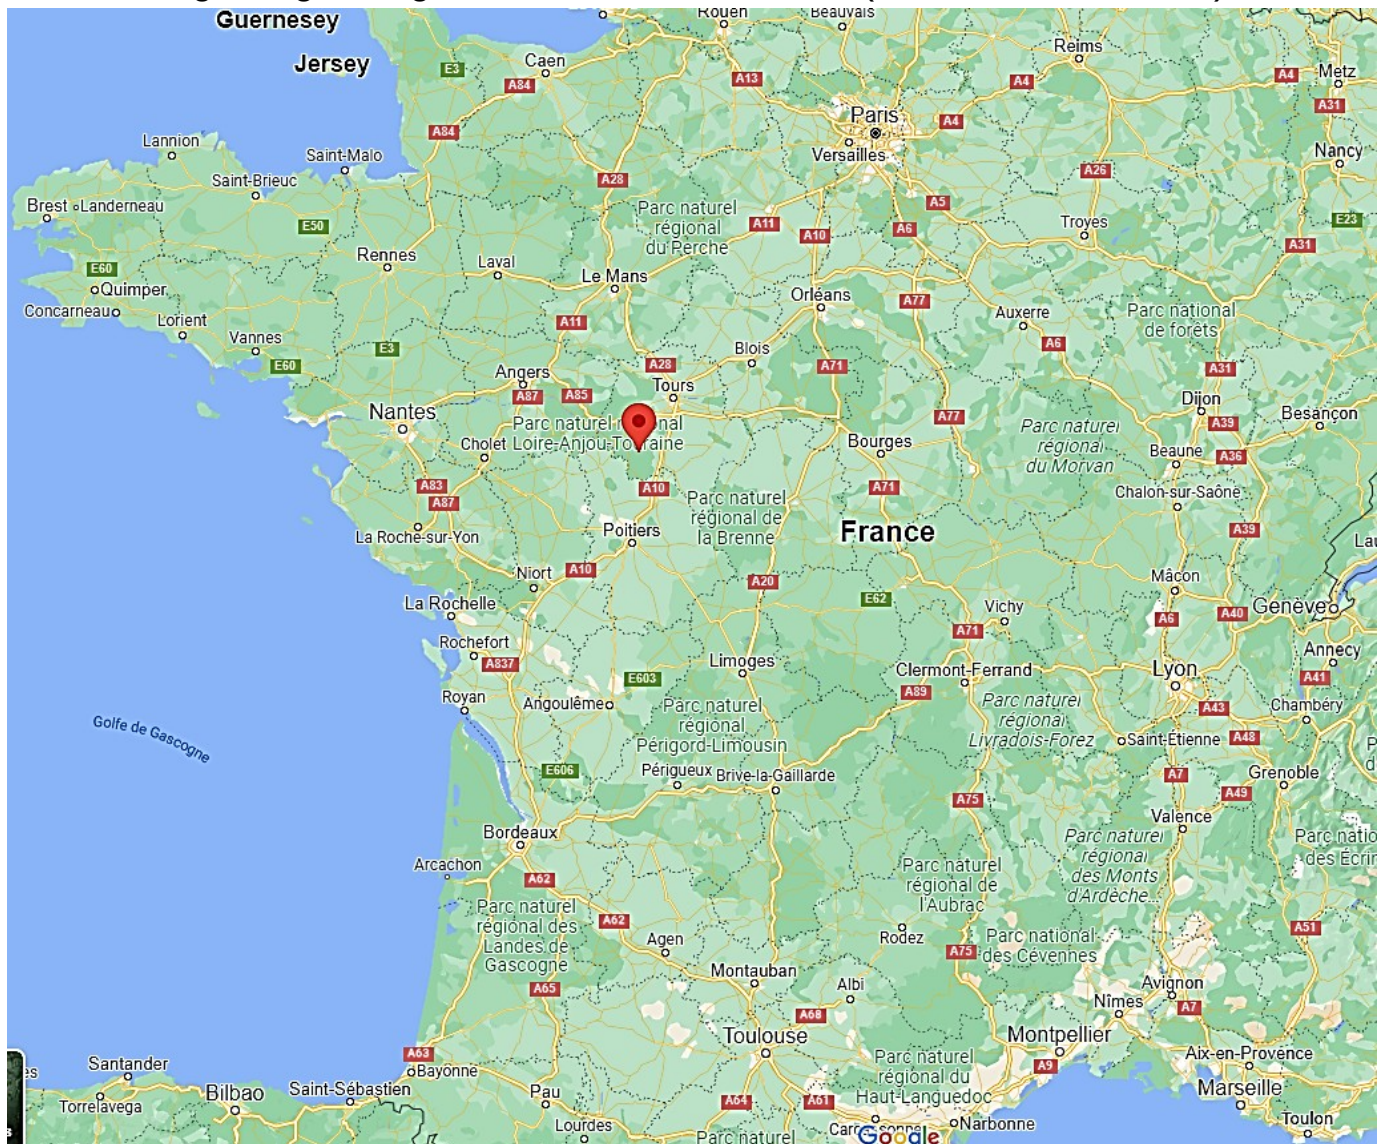 Guernesey
Rouen
Beauvais
Jersey
E3
Caen
A84
A13
Reims
A4
A4
Metz
A31
Paris
A4
A84
Lannion
Saint-Malo
Versailles
Nancy
Saint-Brieuc
A28
A26
Brest
Landerneau
Parc naturel
régional
du Perche
A5
E50
A11
A10
A6
Troyes
E23
A31
Rennes
Laval
E60
Quimper
Le Mans
Orléans
A77
Concarneau
Lorient
A11
Auxerre
Parc national
de forêts
Vannes
E3
Blois
A6
E60
A28
A71
A31
Angers
Tours
A87
A85
Dijon
Nantes
Parc naturel
Loire-Anjou-Touraine
A77
Besançon
A39
Cholet
Bourges
Parc naturel
régional
du Morvan
Beaune
A36
A83
A10
A71
Chalon-sur-Saône
A87
Parc naturel
régional de
la Brenne
La Roche-sur-Yon
Poitiers
France
A39
A10
Niort
A20
Mâcon
La Rochelle
E62
Vichy
A6
A40
Genève
Rochefort
A71
A837
Limoges
Clermont-Ferrand
Lyon
Annecy
E603
A41
Royan
Angoulême
A89
Parc naturel
régional
Périgord-Limousin
Parc naturel
régional
Livradois-Forez
A43
Chambéry
Golfe de Gascogne
Saint-Étienne
A48
E606
Périgueux
Brive-la-Gaillarde
A7
Grenoble
A75
A49
Bordeaux
Valence
Parc naturel
régional
des Monts
d'Ardèche...
Arcachon
A62
Parc naturel
régional de
l'Aubrac
Parc naturel
régional des
Landes de
Gascogne
A62
Agen
Rodez
A75
Parc national
des Cévennes
A51
Montauban
Albi
A65
Avignon
Nîmes
A7
A68
Toulouse
Montpellier
A63
Santander
Bayonne
Parc naturel
régional du
Haut-Languedoc
A9
Aix-en-Provence
Torrelavega
Bilbao
Saint-Sébastien
Pau
A64
A61
Marseille
Lourdes
Parc naturel
Google
Narbonne
Toulon